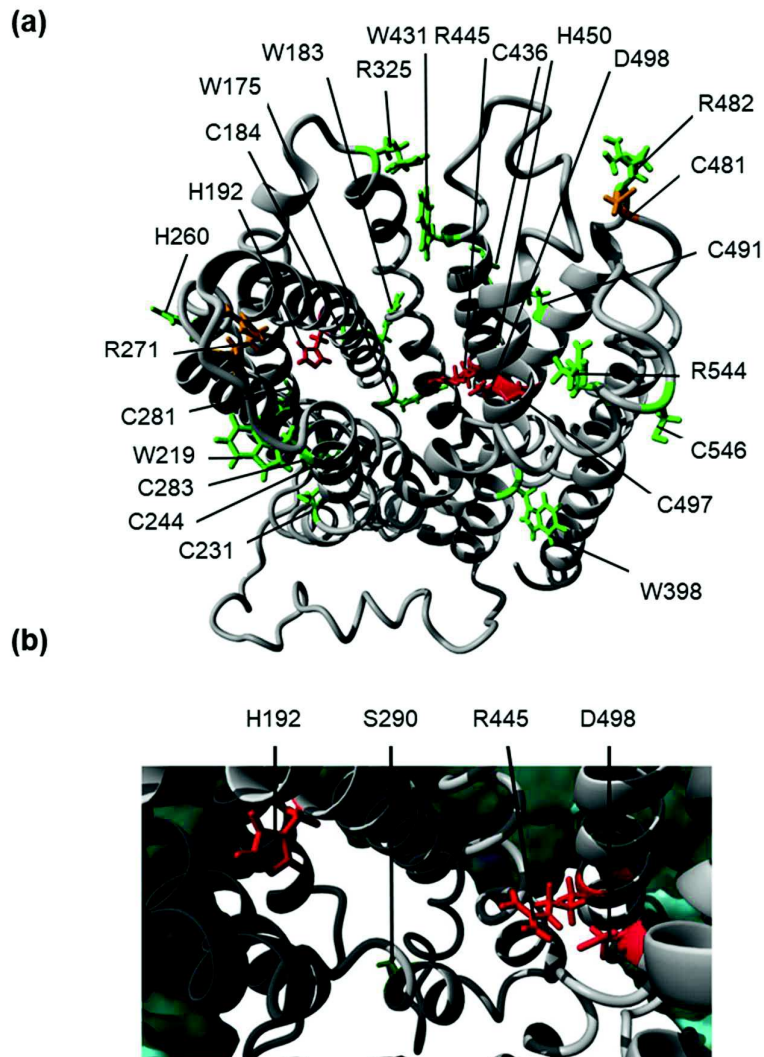 (a)
W431 R445 H450
W183 C436 D498
R325
W175 R482
C184 C481
H192
H260 C491
R271
C281 R544
W219 C546
C283
C244 C497
C231
W398
(b)
H192 S290 R445 D498